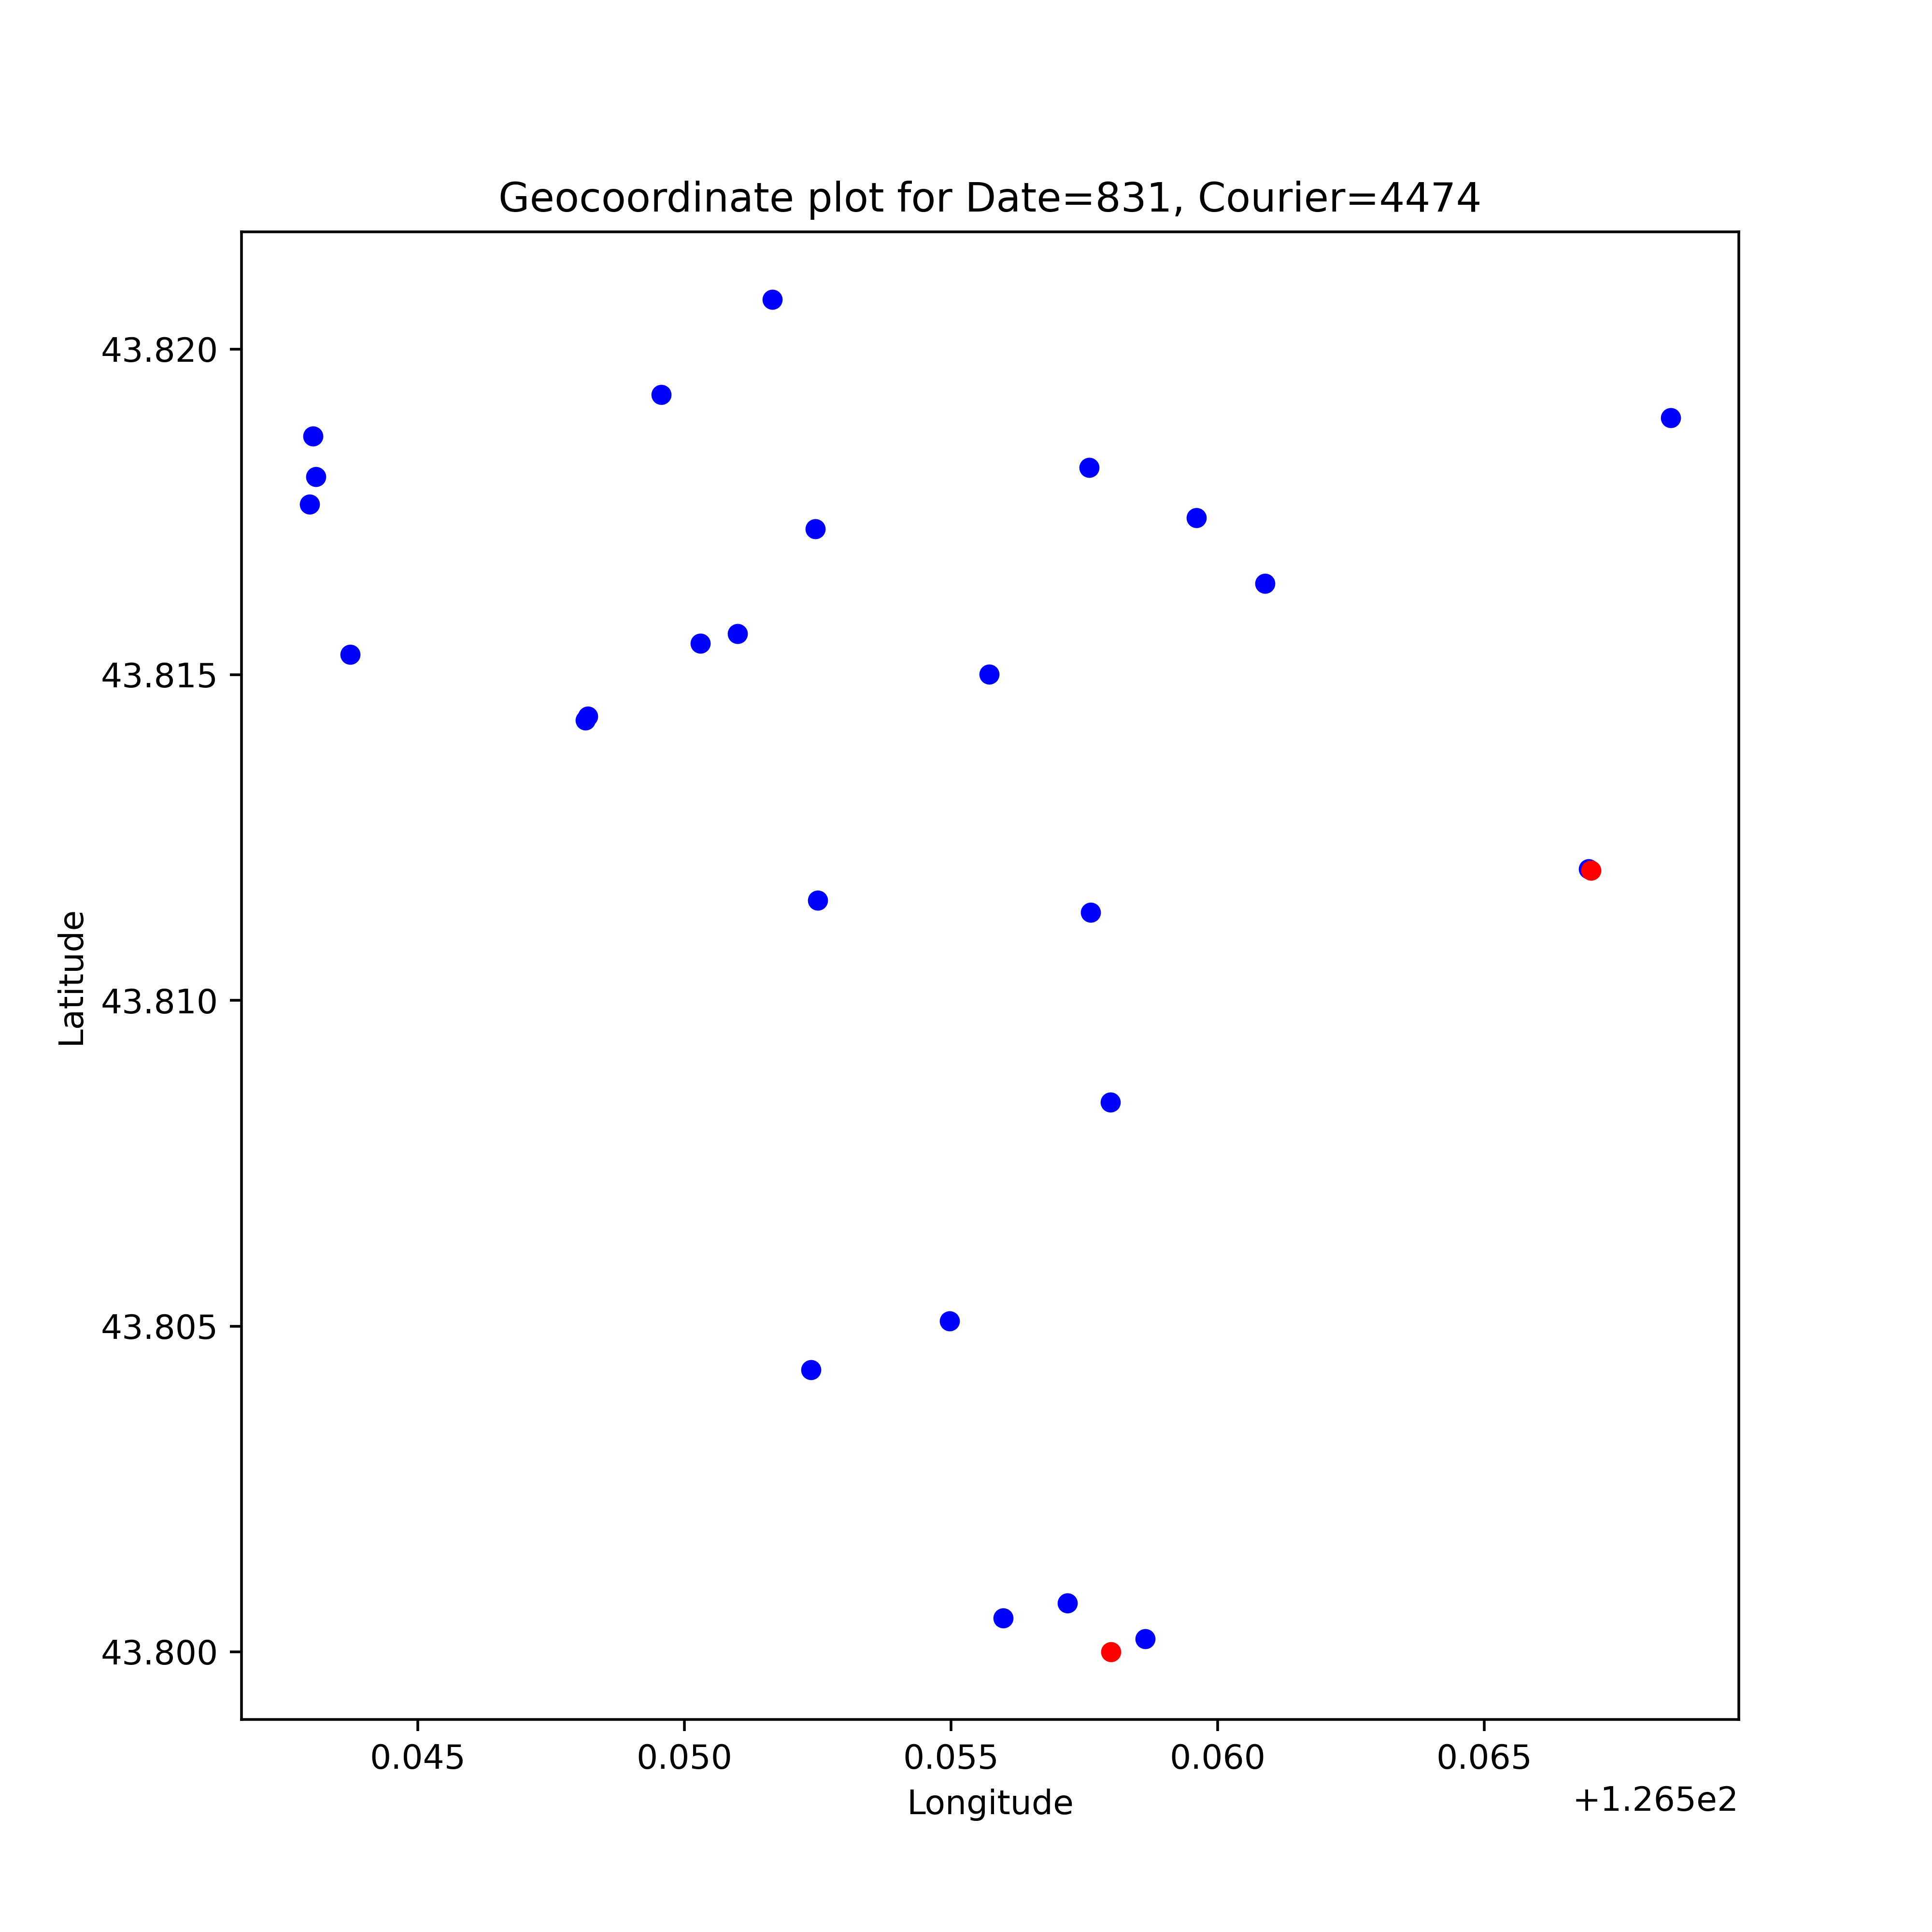 Geocoordinate plot for Date=831, Courier=4474
43.820
43.815
43.810
43.805
43.800
Latitude
0.045 0.050 0.055 0.060 0.065
Longitude
+1.265e2